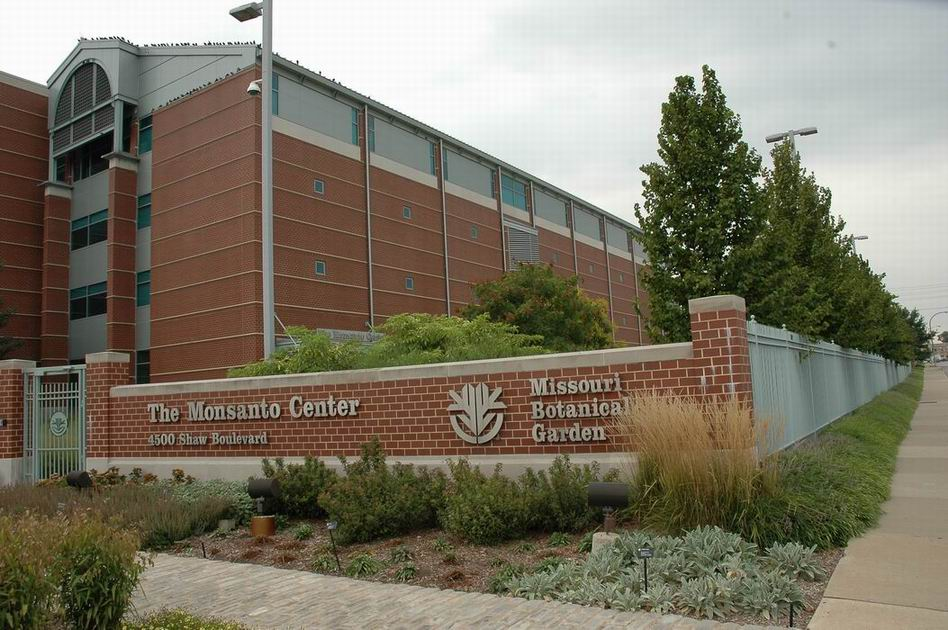 The Monsanto Center
4500 Shaw Boulevard
Missouri
Botanical
Garden